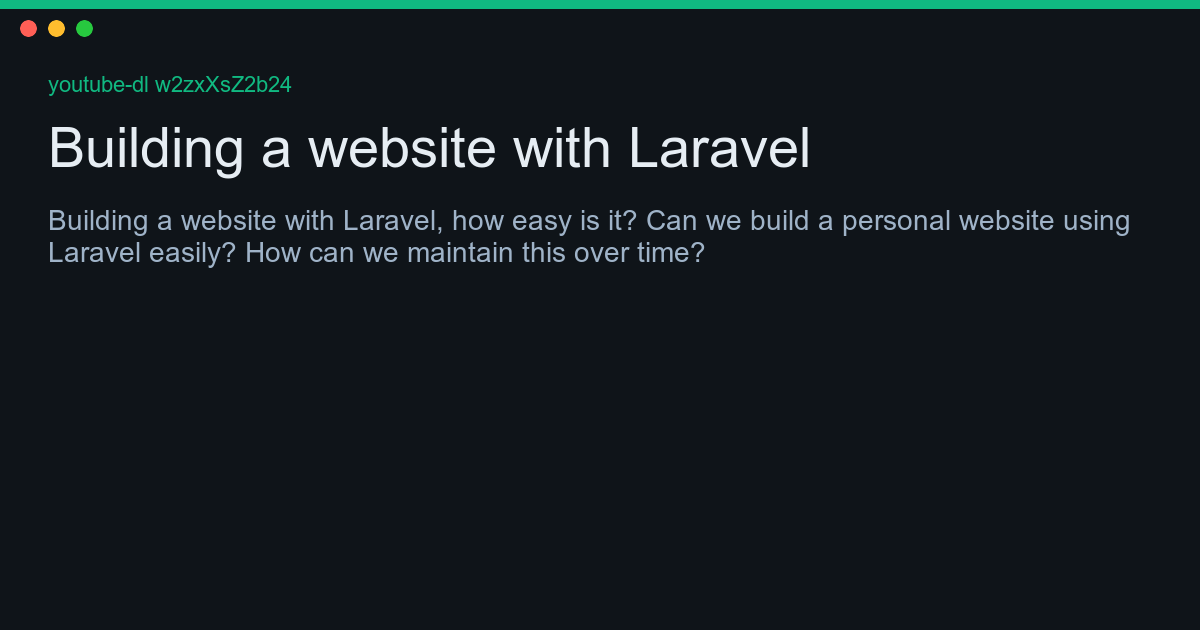 youtube-dl w2zxXsZ2b24
Building a website with Laravel
Building a website with Laravel, how easy is it? Can we build a personal website using
Laravel easily? How can we maintain this over time?